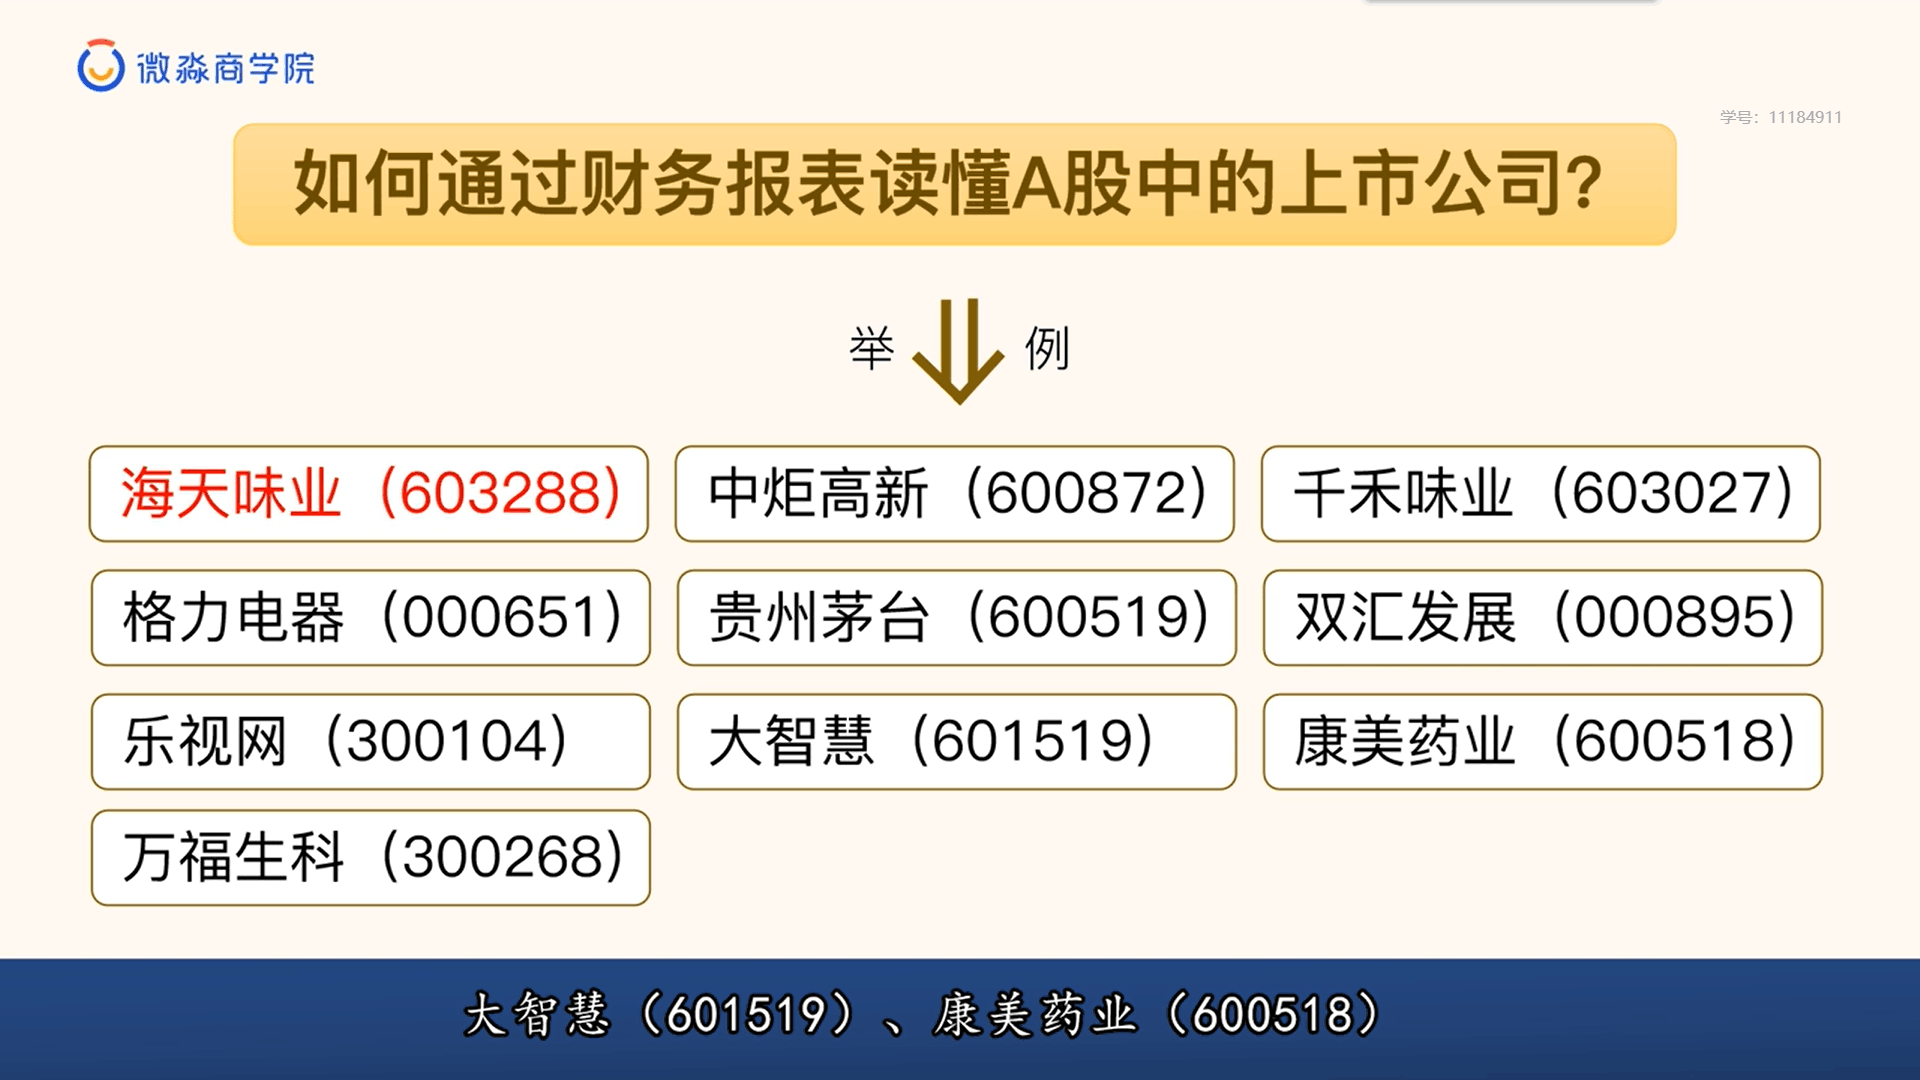 微淼商学院
学号：11184911
如何通过财务报表读懂A股中的上市公司？
举 例
海天味业（603288）
中炬高新（600872）
千禾味业（603027）
格力电器（000651）
贵州茅台（600519）
双汇发展（000895）
乐视网（300104）
大智慧（601519）
康美药业（600518）
万福生科（300268）
大智慧（601519）、康美药业（600518）